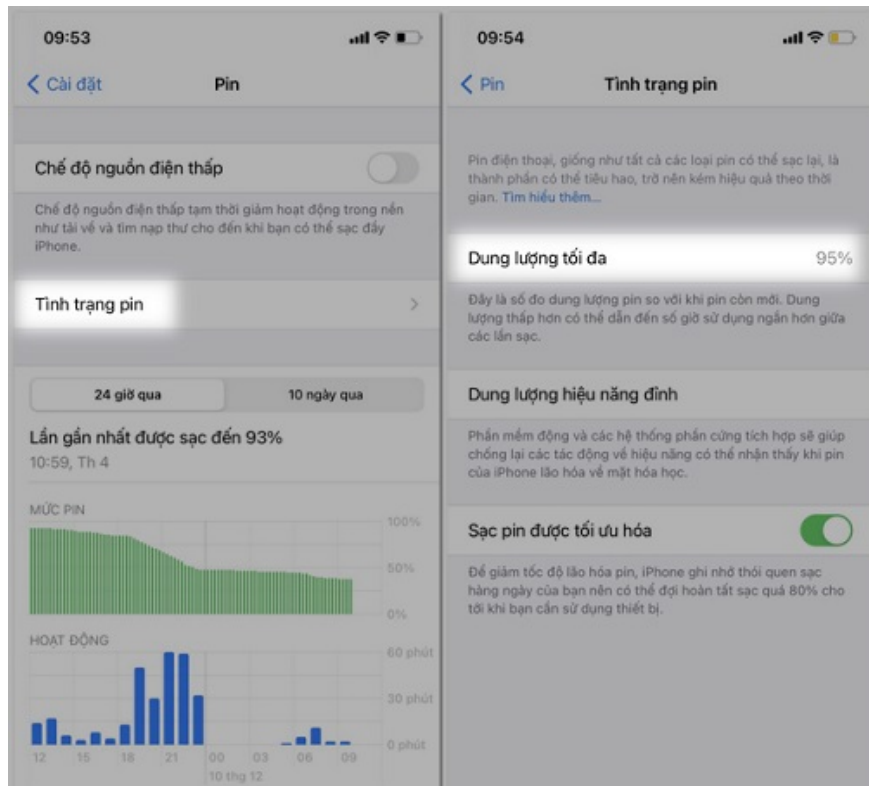 09:53
Cài đặt
Pin
Chế độ nguồn điện thấp
Chế độ nguồn điện thấp tạm thời giảm hoạt động trong nền
như tải về và tìm nạp thư cho đến khi bạn có thể sạc đầy
iPhone.
Tình trạng pin
24 giờ qua
10 ngày qua
Lần gần nhất được sạc đến 93%
10:59, Th 4
MỨC PIN
100%
50%
0%
HOẠT ĐỘNG
60 phút
30 phút
0 phút
12 15 18 21 00 03 06 09
10 thg 12
09:54
Pin
Tình trạng pin
Pin điện thoại, giống như tất cả các loại pin có thể sạc lại, là
thành phần có thể tiêu hao, trở nên kém hiệu quả theo thời
gian. Tìm hiểu thêm...
Dung lượng tối đa 95%
Đây là số đo dung lượng pin so với khi pin còn mới. Dung
lượng thấp hơn có thể dẫn đến số giờ sử dụng ngắn hơn giữa
các lần sạc.
Dung lượng hiệu năng đỉnh
Phần mềm động và các hệ thống phần cứng tích hợp sẽ giúp
chống lại các tác động về hiệu năng có thể nhận thấy khi pin
của iPhone lão hóa về mặt hóa học.
Sạc pin được tối ưu hóa
Để giảm tốc độ lão hóa pin, iPhone ghi nhớ thói quen sạc
hàng ngày của bạn nên có thể đợi hoàn tất sạc quá 80% cho
tới khi bạn cần sử dụng thiết bị.